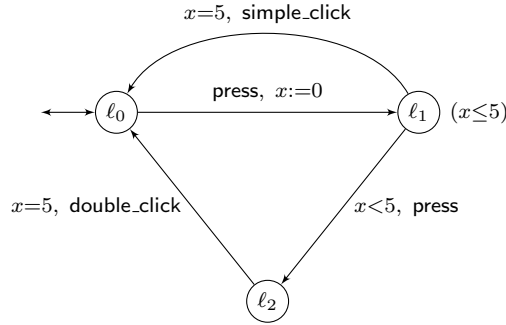 x=5, simple_click
press, x:=0
ℓ₀
ℓ₁
(x≤5)
x=5, double_click
x<5, press
ℓ₂